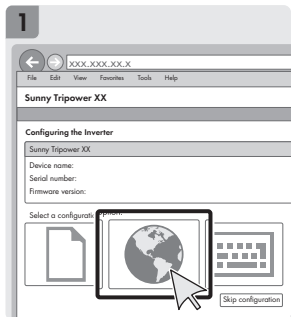 1
xxx.xxx.xx.x
File Edit View Favorites Tools Help
Sunny Tripower XX
Configuring the Inverter
Sunny Tripower XX
Device name:
Serial number:
Firmware version:
Select a configuration option:
Skip configuration